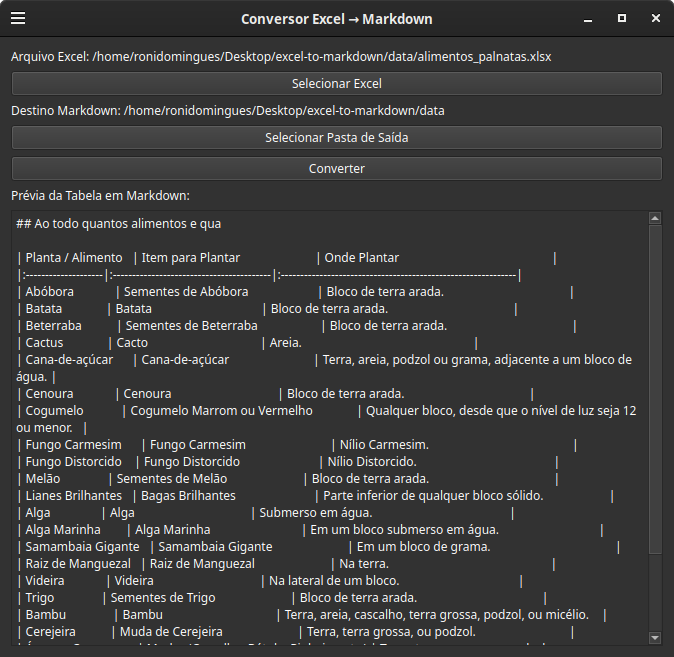 Conversor Excel → Markdown
Arquivo Excel: /home/ronidomingues/Desktop/excel-to-markdown/data/alimentos_palnatas.xlsx
Selecionar Excel
Destino Markdown: /home/ronidomingues/Desktop/excel-to-markdown/data
Selecionar Pasta de Saída
Converter
Prévia da Tabela em Markdown:
## Ao todo quantos alimentos e qua
| Planta / Alimento | Item para Plantar | Onde Plantar |
|:---------------------|:------------------------------------------|:---------------------------------------------------------------|
| Abóbora | Sementes de Abóbora | Bloco de terra arada. |
| Batata | Batata | Bloco de terra arada. |
| Beterraba | Sementes de Beterraba | Bloco de terra arada. |
| Cactus | Cacto | Areia. |
| Cana-de-açúcar | Cana-de-açúcar | Terra, areia, podzol ou grama, adjacente a um bloco de
água. |
| Cenoura | Cenoura | Bloco de terra arada. |
| Cogumelo | Cogumelo Marrom ou Vermelho | Qualquer bloco, desde que o nível de luz seja 12
ou menor. |
| Fungo Carmesim | Fungo Carmesim | Nílio Carmesim. |
| Fungo Distorcido | Fungo Distorcido | Nílio Distorcido. |
| Melão | Sementes de Melão | Bloco de terra arada. |
| Lianes Brilhantes | Bagas Brilhantes | Parte inferior de qualquer bloco sólido. |
| Alga | Alga | Submerso em água. |
| Alga Marinha | Alga Marinha | Em um bloco submerso em água. |
| Samambaia Gigante | Samambaia Gigante | Em um bloco de grama. |
| Raiz de Manguezal | Raiz de Manguezal | Na terra. |
| Videira | Videira | Na lateral de um bloco. |
| Trigo | Sementes de Trigo | Bloco de terra arada. |
| Bambu | Bambu | Terra, areia, cascalho, terra grossa, podzol, ou micélio. |
| Cerejeira | Muda de Cerejeira | Terra, terra grossa, ou podzol. |